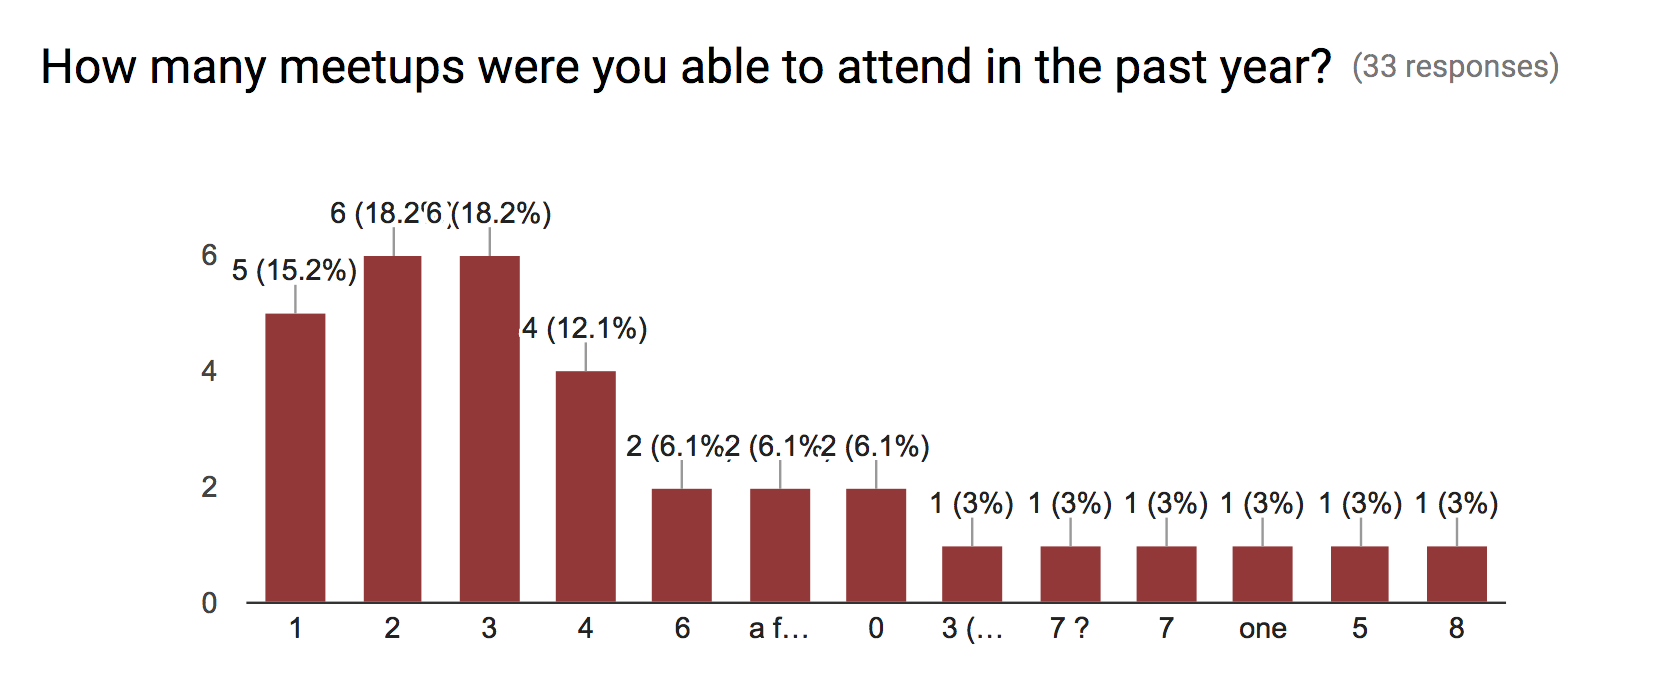 How many meetups were you able to attend in the past year? (33 responses)
6 (18.2 6 (18.2%)
6
5 (15.2%)
4 (12.1%)
4
2 (6.1% 2 (6.1% 2 (6.1%)
2
1 (3%) 1 (3%) 1 (3%) 1 (3%) 1 (3%) 1 (3%)
0
1 2 3 4 6 a f... 0 3 (... 7 ? 7 one 5 8